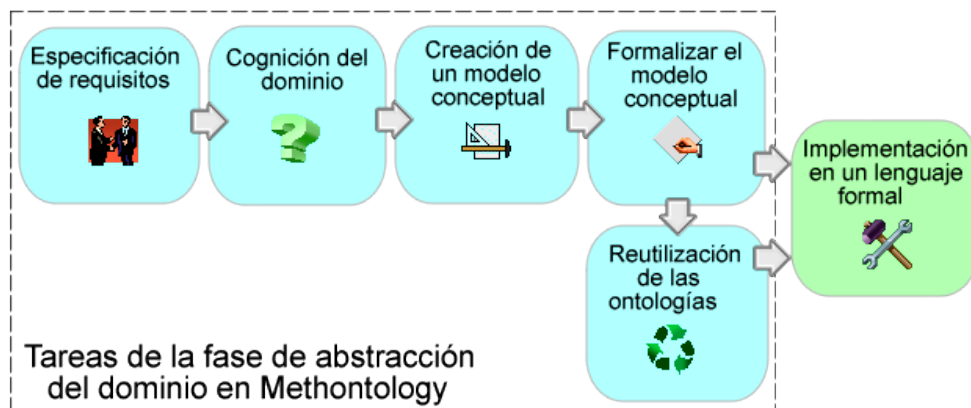 Especificación
de requisitos
Cognición del
dominio
Creación de
un modelo
conceptual
Formalizar el
modelo
conceptual
Implementación
en un lenguaje
formal
Reutilización
de las
ontologías
Tareas de la fase de abstracción
del dominio en Methontology